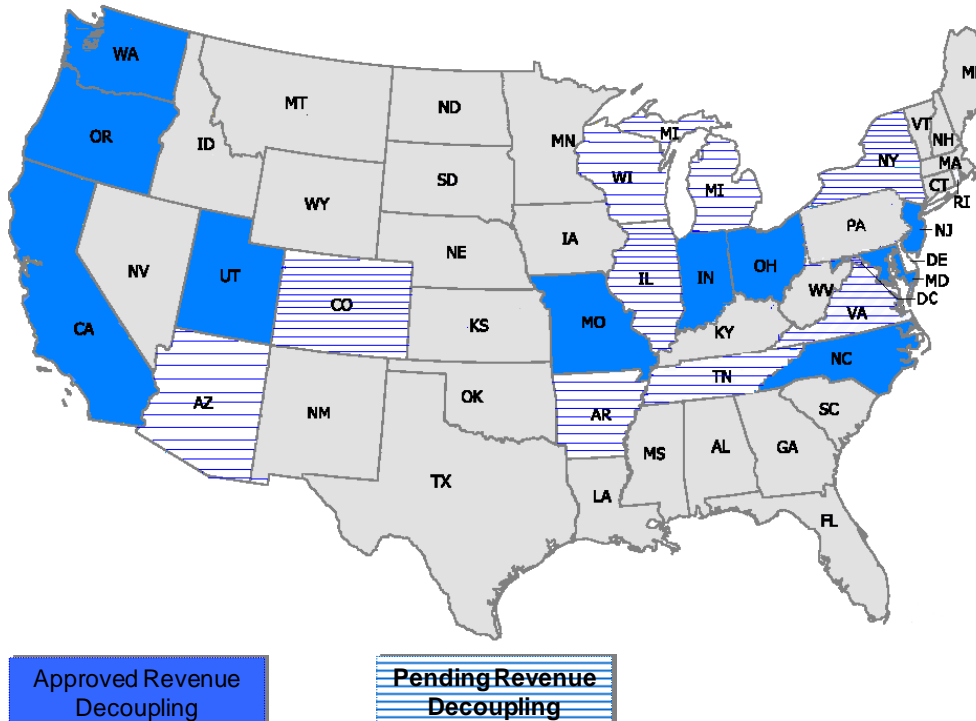 WA
MT
ND
ME
OR
ID
MN
VT
NH
SD
WI
MI
NY
MA
CT
RI
MI
WY
IA
PA
NJ
NE
NV
UT
CO
IL
IN
OH
DE
MD
WV
DC
CA
KS
MO
KY
VA
NC
TN
AZ
NM
OK
AR
SC
MS
AL
GA
TX
LA
FL
Approved Revenue
Decoupling
Pending Revenue
Decoupling